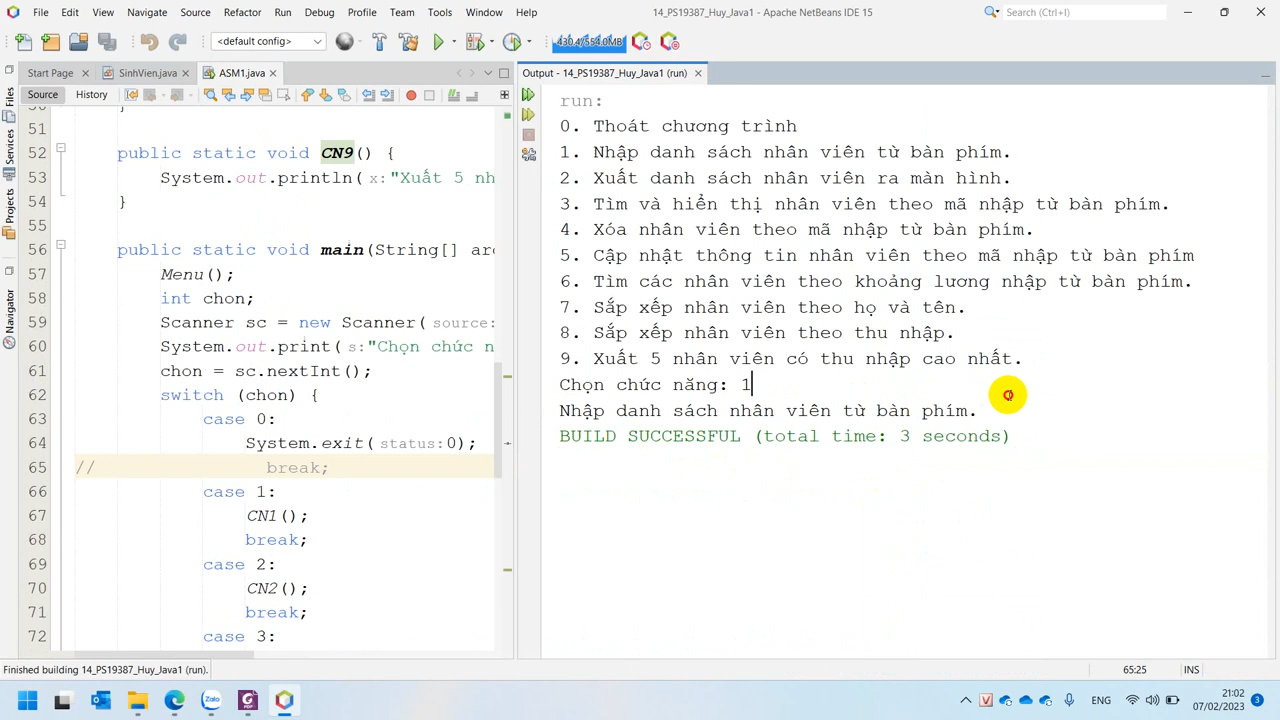 File Edit View Navigate Source Refactor Run Debug Profile Team Tools Window Help
14_PS19387_Huy_Java1 - Apache NetBeans IDE 15
Search (Ctrl+I)
<default config>
430.4/554.0MB
Start Page
SinhVien.java
ASM1.java
Source History
Files
Services
Projects
Navigator
51
52 public static void CN9() {
53 System.out.println(x:"Xuất 5 nh
54 }
55
56 public static void main(String[] arg
57 Menu();
58 int chon;
59 Scanner sc = new Scanner(source:
60 System.out.print(s:"Chọn chức n
61 chon = sc.nextInt();
62 switch (chon) {
63 case 0:
64 System.exit(status:0);
65 // break;
66 case 1:
67 CN1();
68 break;
69 case 2:
70 CN2();
71 break;
72 case 3:
Output - 14_PS19387_Huy_Java1 (run)
run:
0. Thoát chương trình
1. Nhập danh sách nhân viên từ bàn phím.
2. Xuất danh sách nhân viên ra màn hình.
3. Tìm và hiển thị nhân viên theo mã nhập từ bàn phím.
4. Xóa nhân viên theo mã nhập từ bàn phím.
5. Cập nhật thông tin nhân viên theo mã nhập từ bàn phím
6. Tìm các nhân viên theo khoảng lương nhập từ bàn phím.
7. Sắp xếp nhân viên theo họ và tên.
8. Sắp xếp nhân viên theo thu nhập.
9. Xuất 5 nhân viên có thu nhập cao nhất.
Chọn chức năng: 1
Nhập danh sách nhân viên từ bàn phím.
BUILD SUCCESSFUL (total time: 3 seconds)
Finished building 14_PS19387_Huy_Java1 (run).
65:25
INS
Zalo
PDF
ENG
21:02
07/02/2023
3